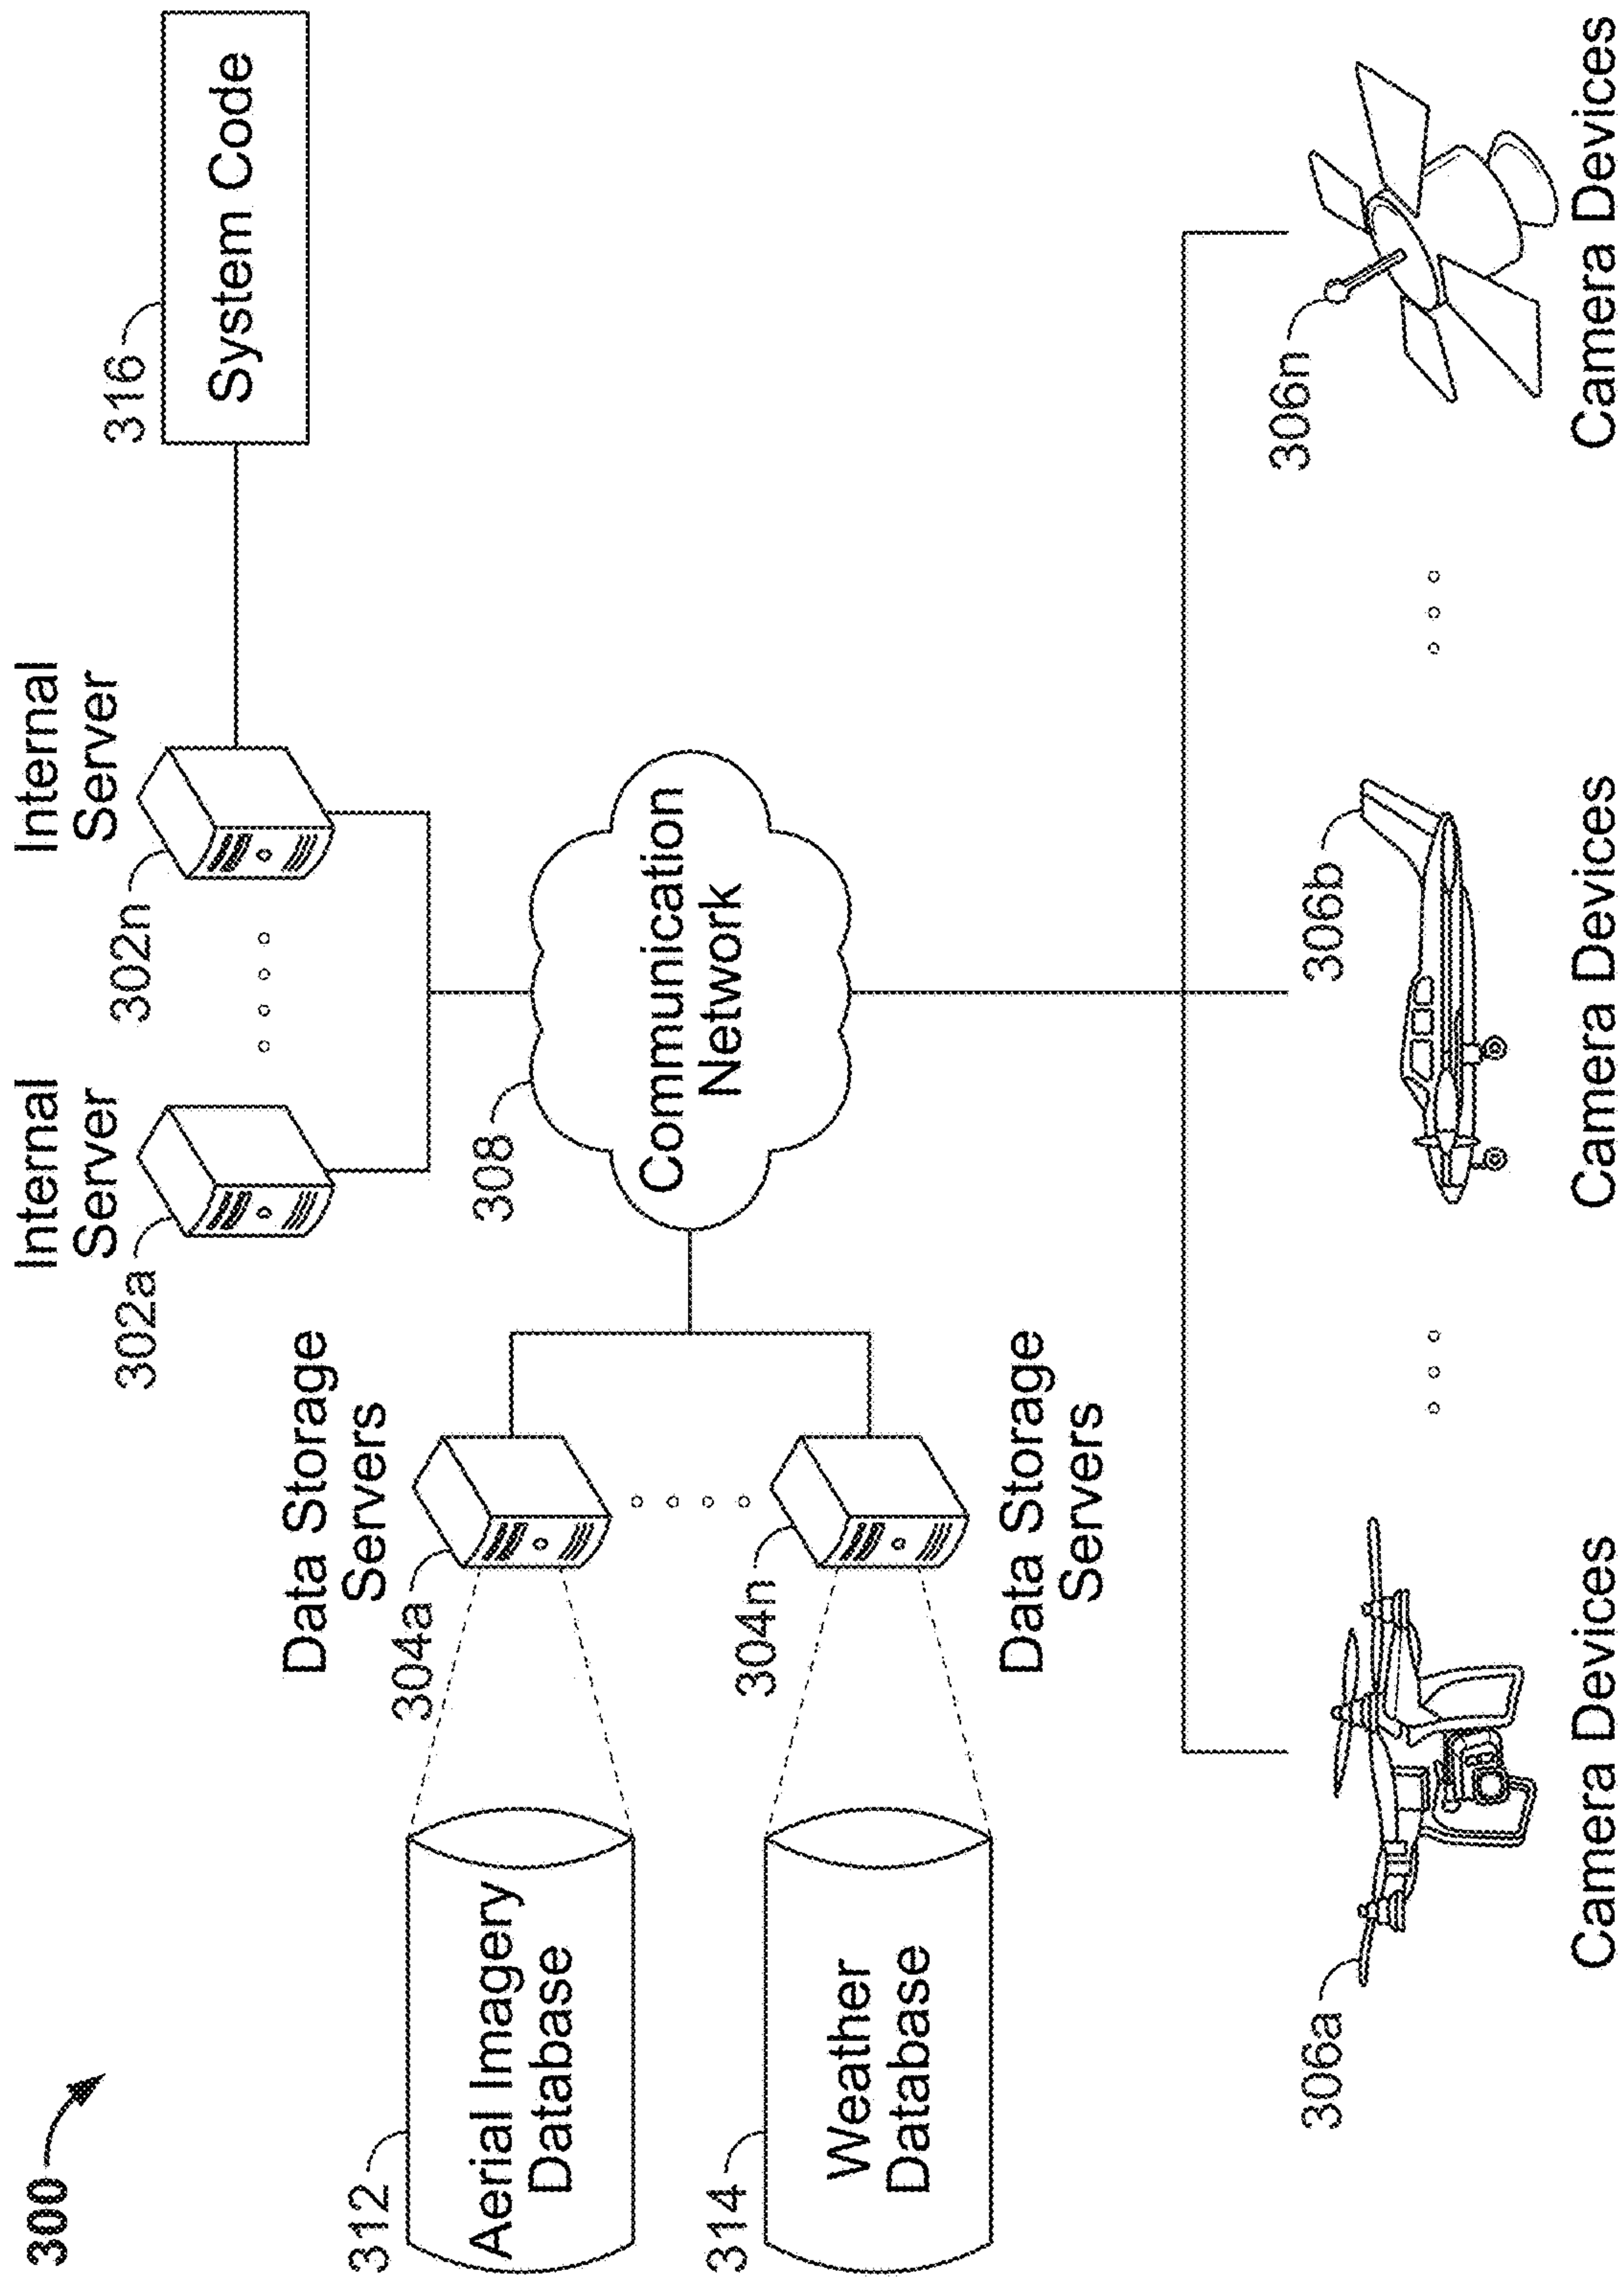 300
Internal
Server
302a
Internal
Server
302n
316
System Code
Data Storage
Servers
304a
312
Aerial Imagery
Database
308
Communication
Network
304n
Data Storage
Servers
314
Weather
Database
306a
Camera Devices
306b
Camera Devices
306n
Camera Devices